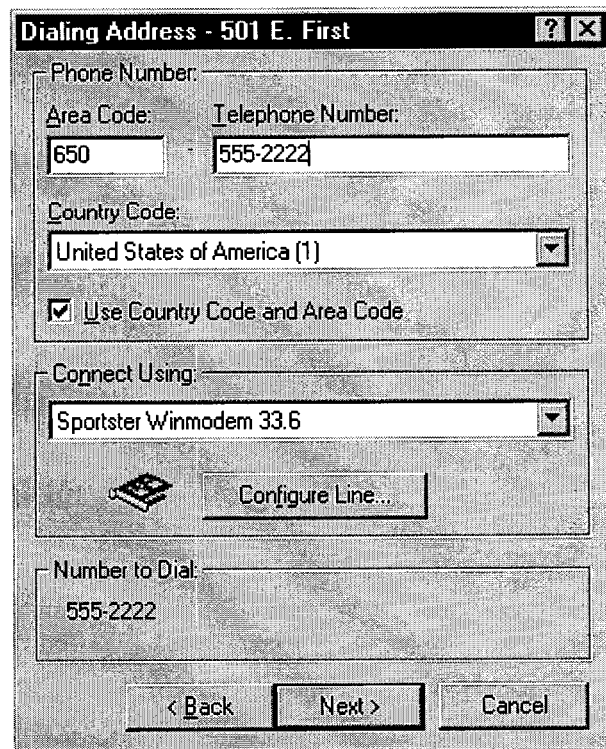 Dialing Address - 501 E. First
Phone Number:
Area Code: Telephone Number:
650 - 555-2222
Country Code:
United States of America (1)
Use Country Code and Area Code
Connect Using:
Sportster Winmodem 33.6
Configure Line...
Number to Dial:
555-2222
< Back Next > Cancel